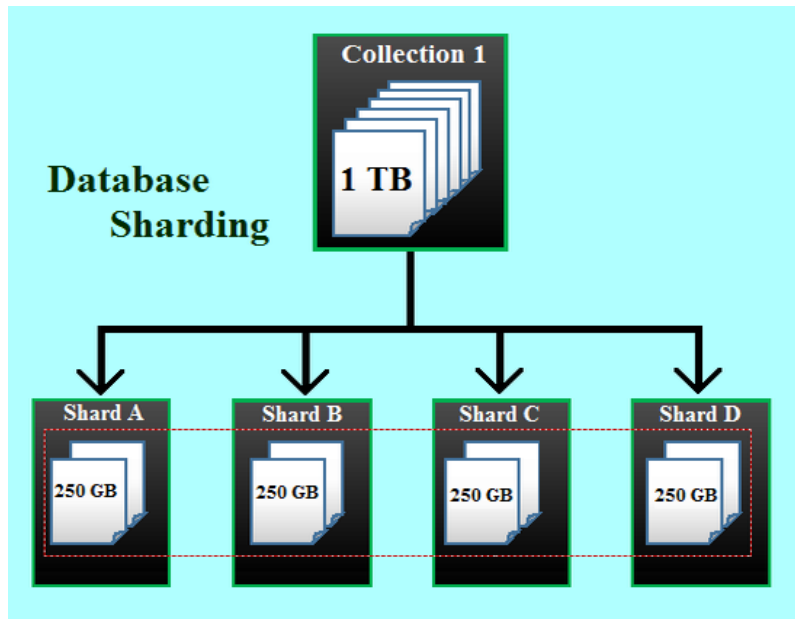 Collection 1
1 TB
Database
Sharding
Shard A
Shard B
Shard C
Shard D
250 GB
250 GB
250 GB
250 GB